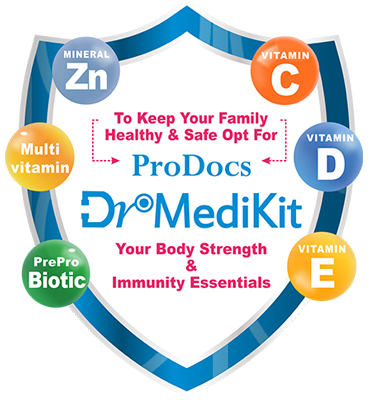 MINERAL
Zn
VITAMIN
C
To Keep Your Family
Healthy & Safe Opt For
Multi
vitamin
VITAMIN
D
ProDocs
DrMediKit
Your Body Strength
&
Immunity Essentials
PrePro
Biotic
VITAMIN
E